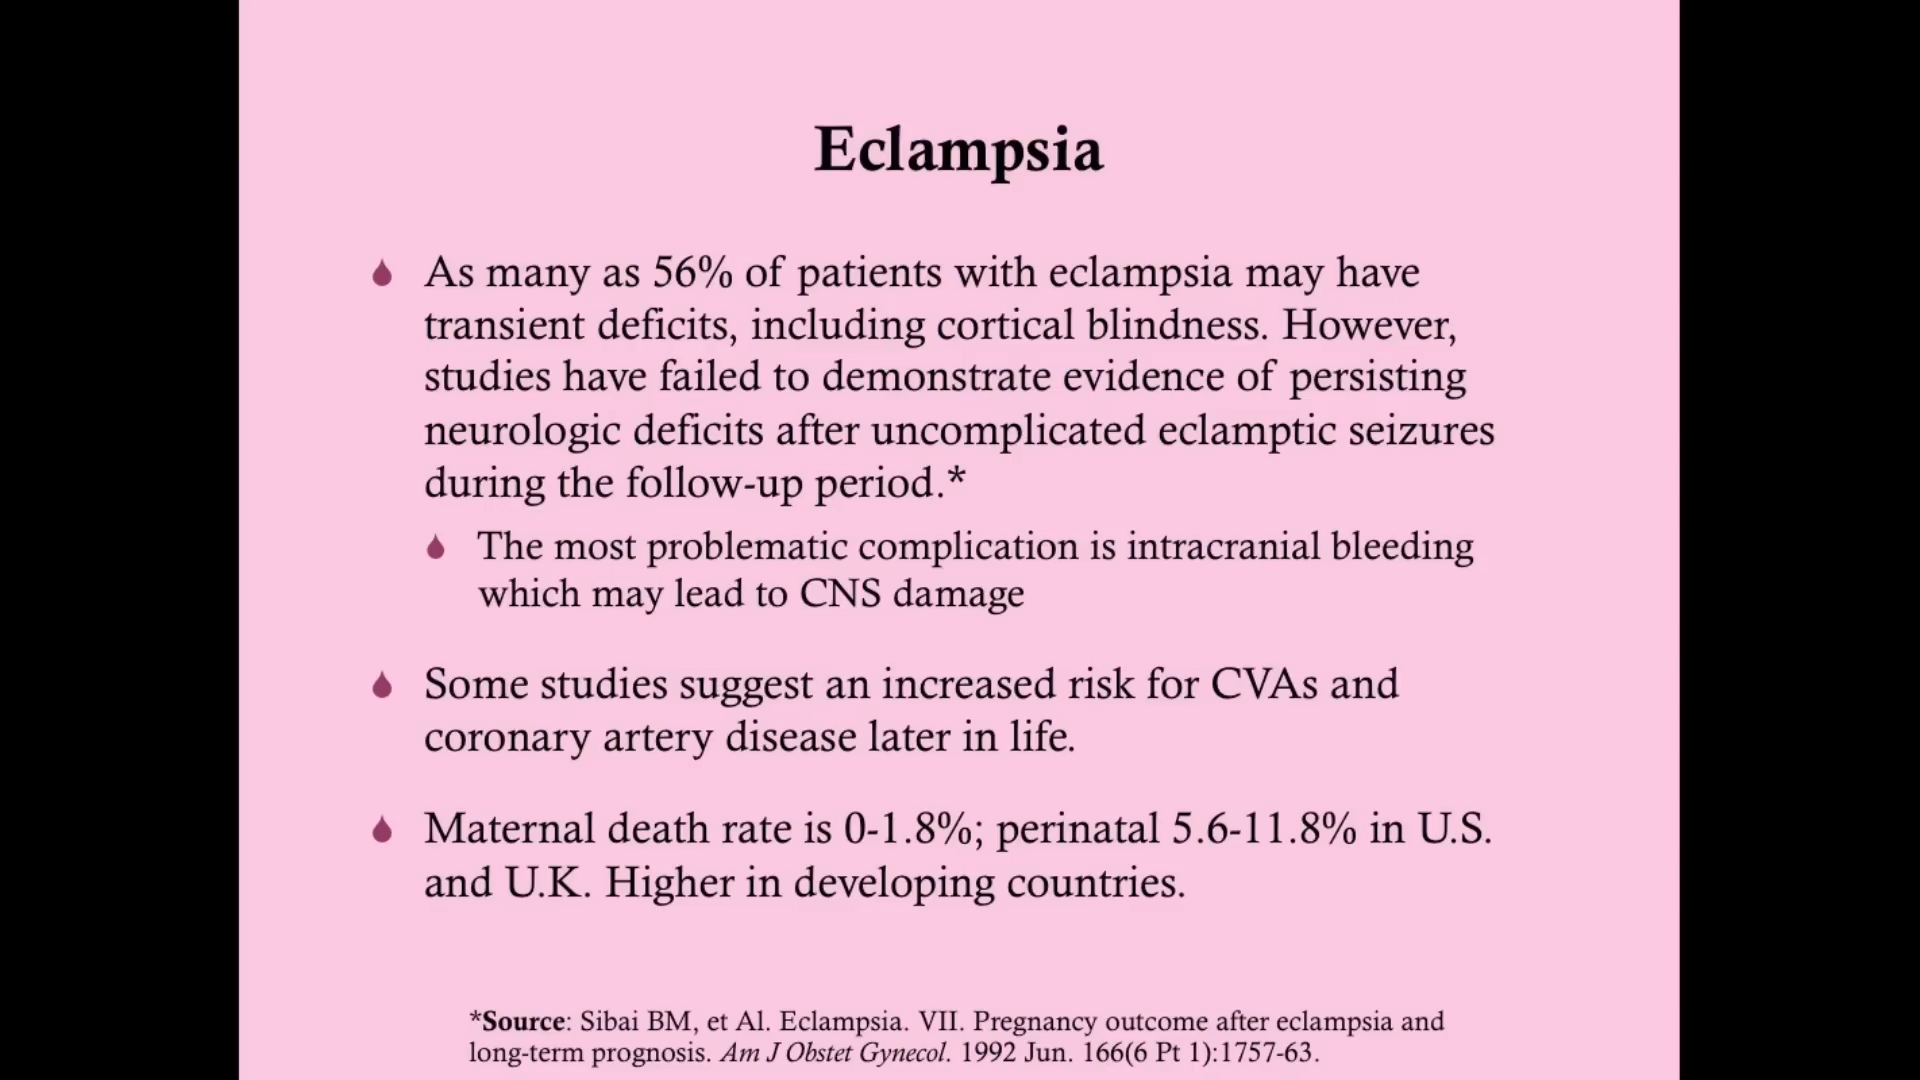 Eclampsia
As many as 56% of patients with eclampsia may have
transient deficits, including cortical blindness. However,
studies have failed to demonstrate evidence of persisting
neurologic deficits after uncomplicated eclamptic seizures
during the follow-up period.*
The most problematic complication is intracranial bleeding
which may lead to CNS damage
Some studies suggest an increased risk for CVAs and
coronary artery disease later in life.
Maternal death rate is 0-1.8%; perinatal 5.6-11.8% in U.S.
and U.K. Higher in developing countries.
*Source: Sibai BM, et Al. Eclampsia. VII. Pregnancy outcome after eclampsia and
long-term prognosis. Am J Obstet Gynecol. 1992 Jun. 166(6 Pt 1):1757-63.